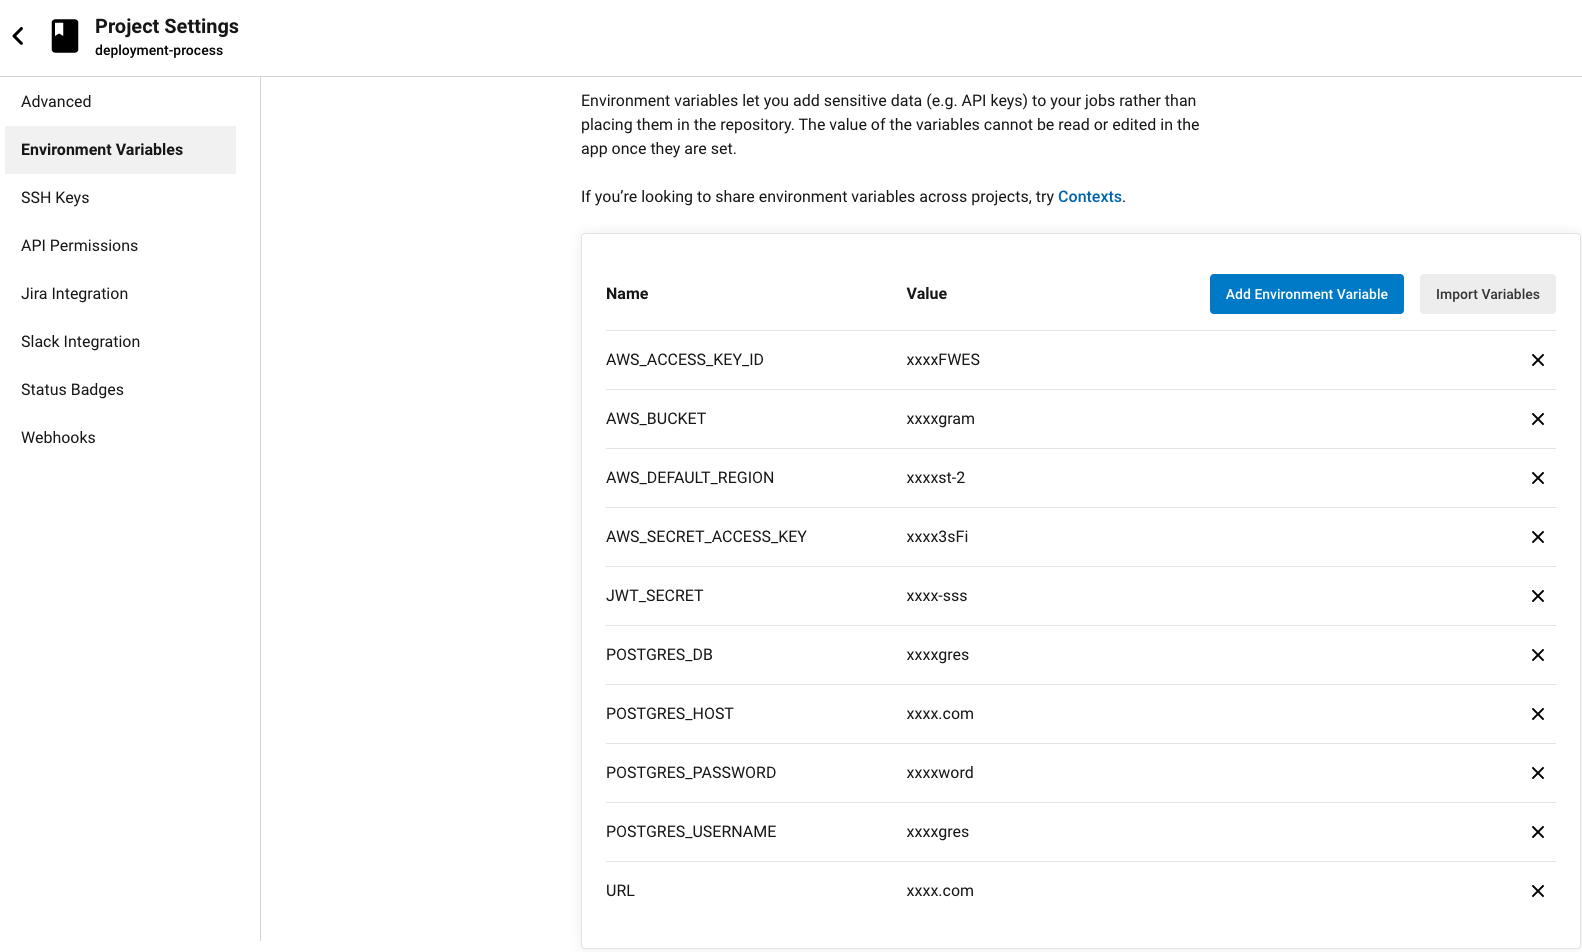 Project Settings
deployment-process
Advanced
Environment Variables
SSH Keys
API Permissions
Jira Integration
Slack Integration
Status Badges
Webhooks
Environment variables let you add sensitive data (e.g. API keys) to your jobs rather than
placing them in the repository. The value of the variables cannot be read or edited in the
app once they are set.
If you’re looking to share environment variables across projects, try Contexts.
Name Value Add Environment Variable Import Variables
AWS_ACCESS_KEY_ID xxxxFWES
AWS_BUCKET xxxxgram
AWS_DEFAULT_REGION xxxxst-2
AWS_SECRET_ACCESS_KEY xxxx3sFi
JWT_SECRET xxxx-sss
POSTGRES_DB xxxxgres
POSTGRES_HOST xxxx.com
POSTGRES_PASSWORD xxxxword
POSTGRES_USERNAME xxxxgres
URL xxxx.com